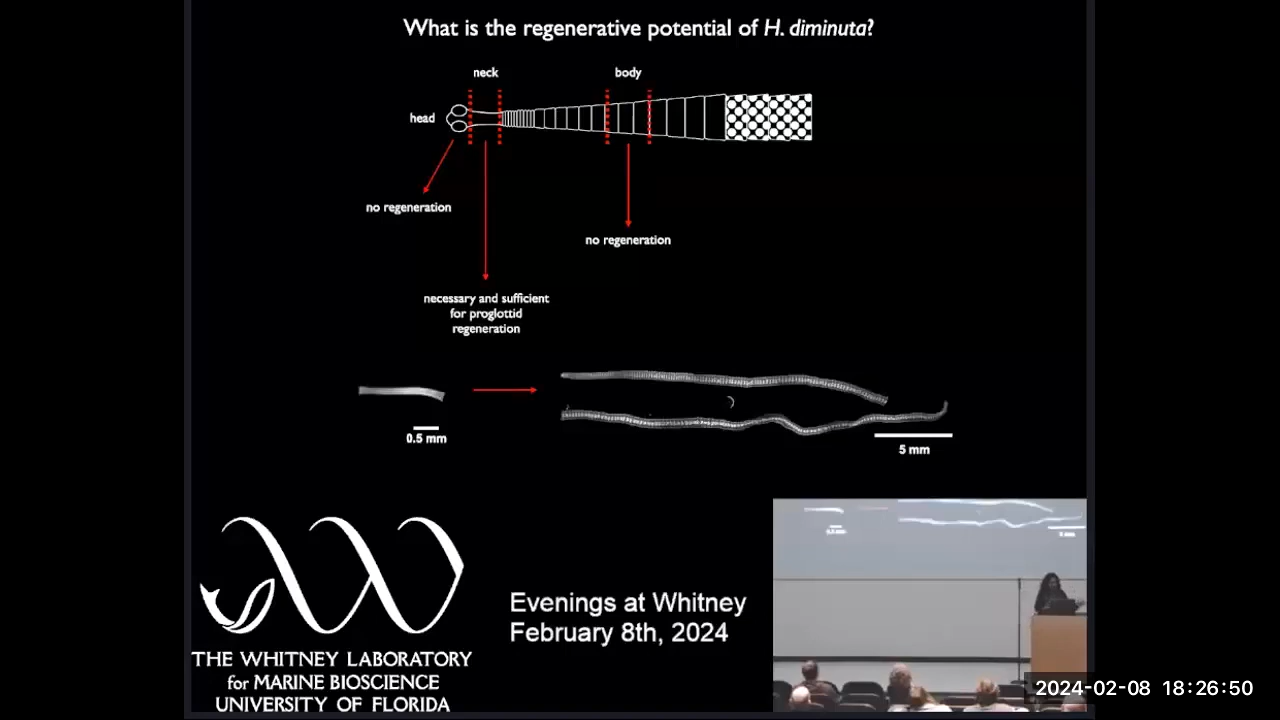 What is the regenerative potential of H. diminuta?
neck
body
head
no regeneration
no regeneration
necessary and sufficient
for proglottid
regeneration
0.5 mm
5 mm
Evenings at Whitney
February 8th, 2024
THE WHITNEY LABORATORY
for MARINE BIOSCIENCE
UNIVERSITY OF FLORIDA
2024-02-08 18:26:50